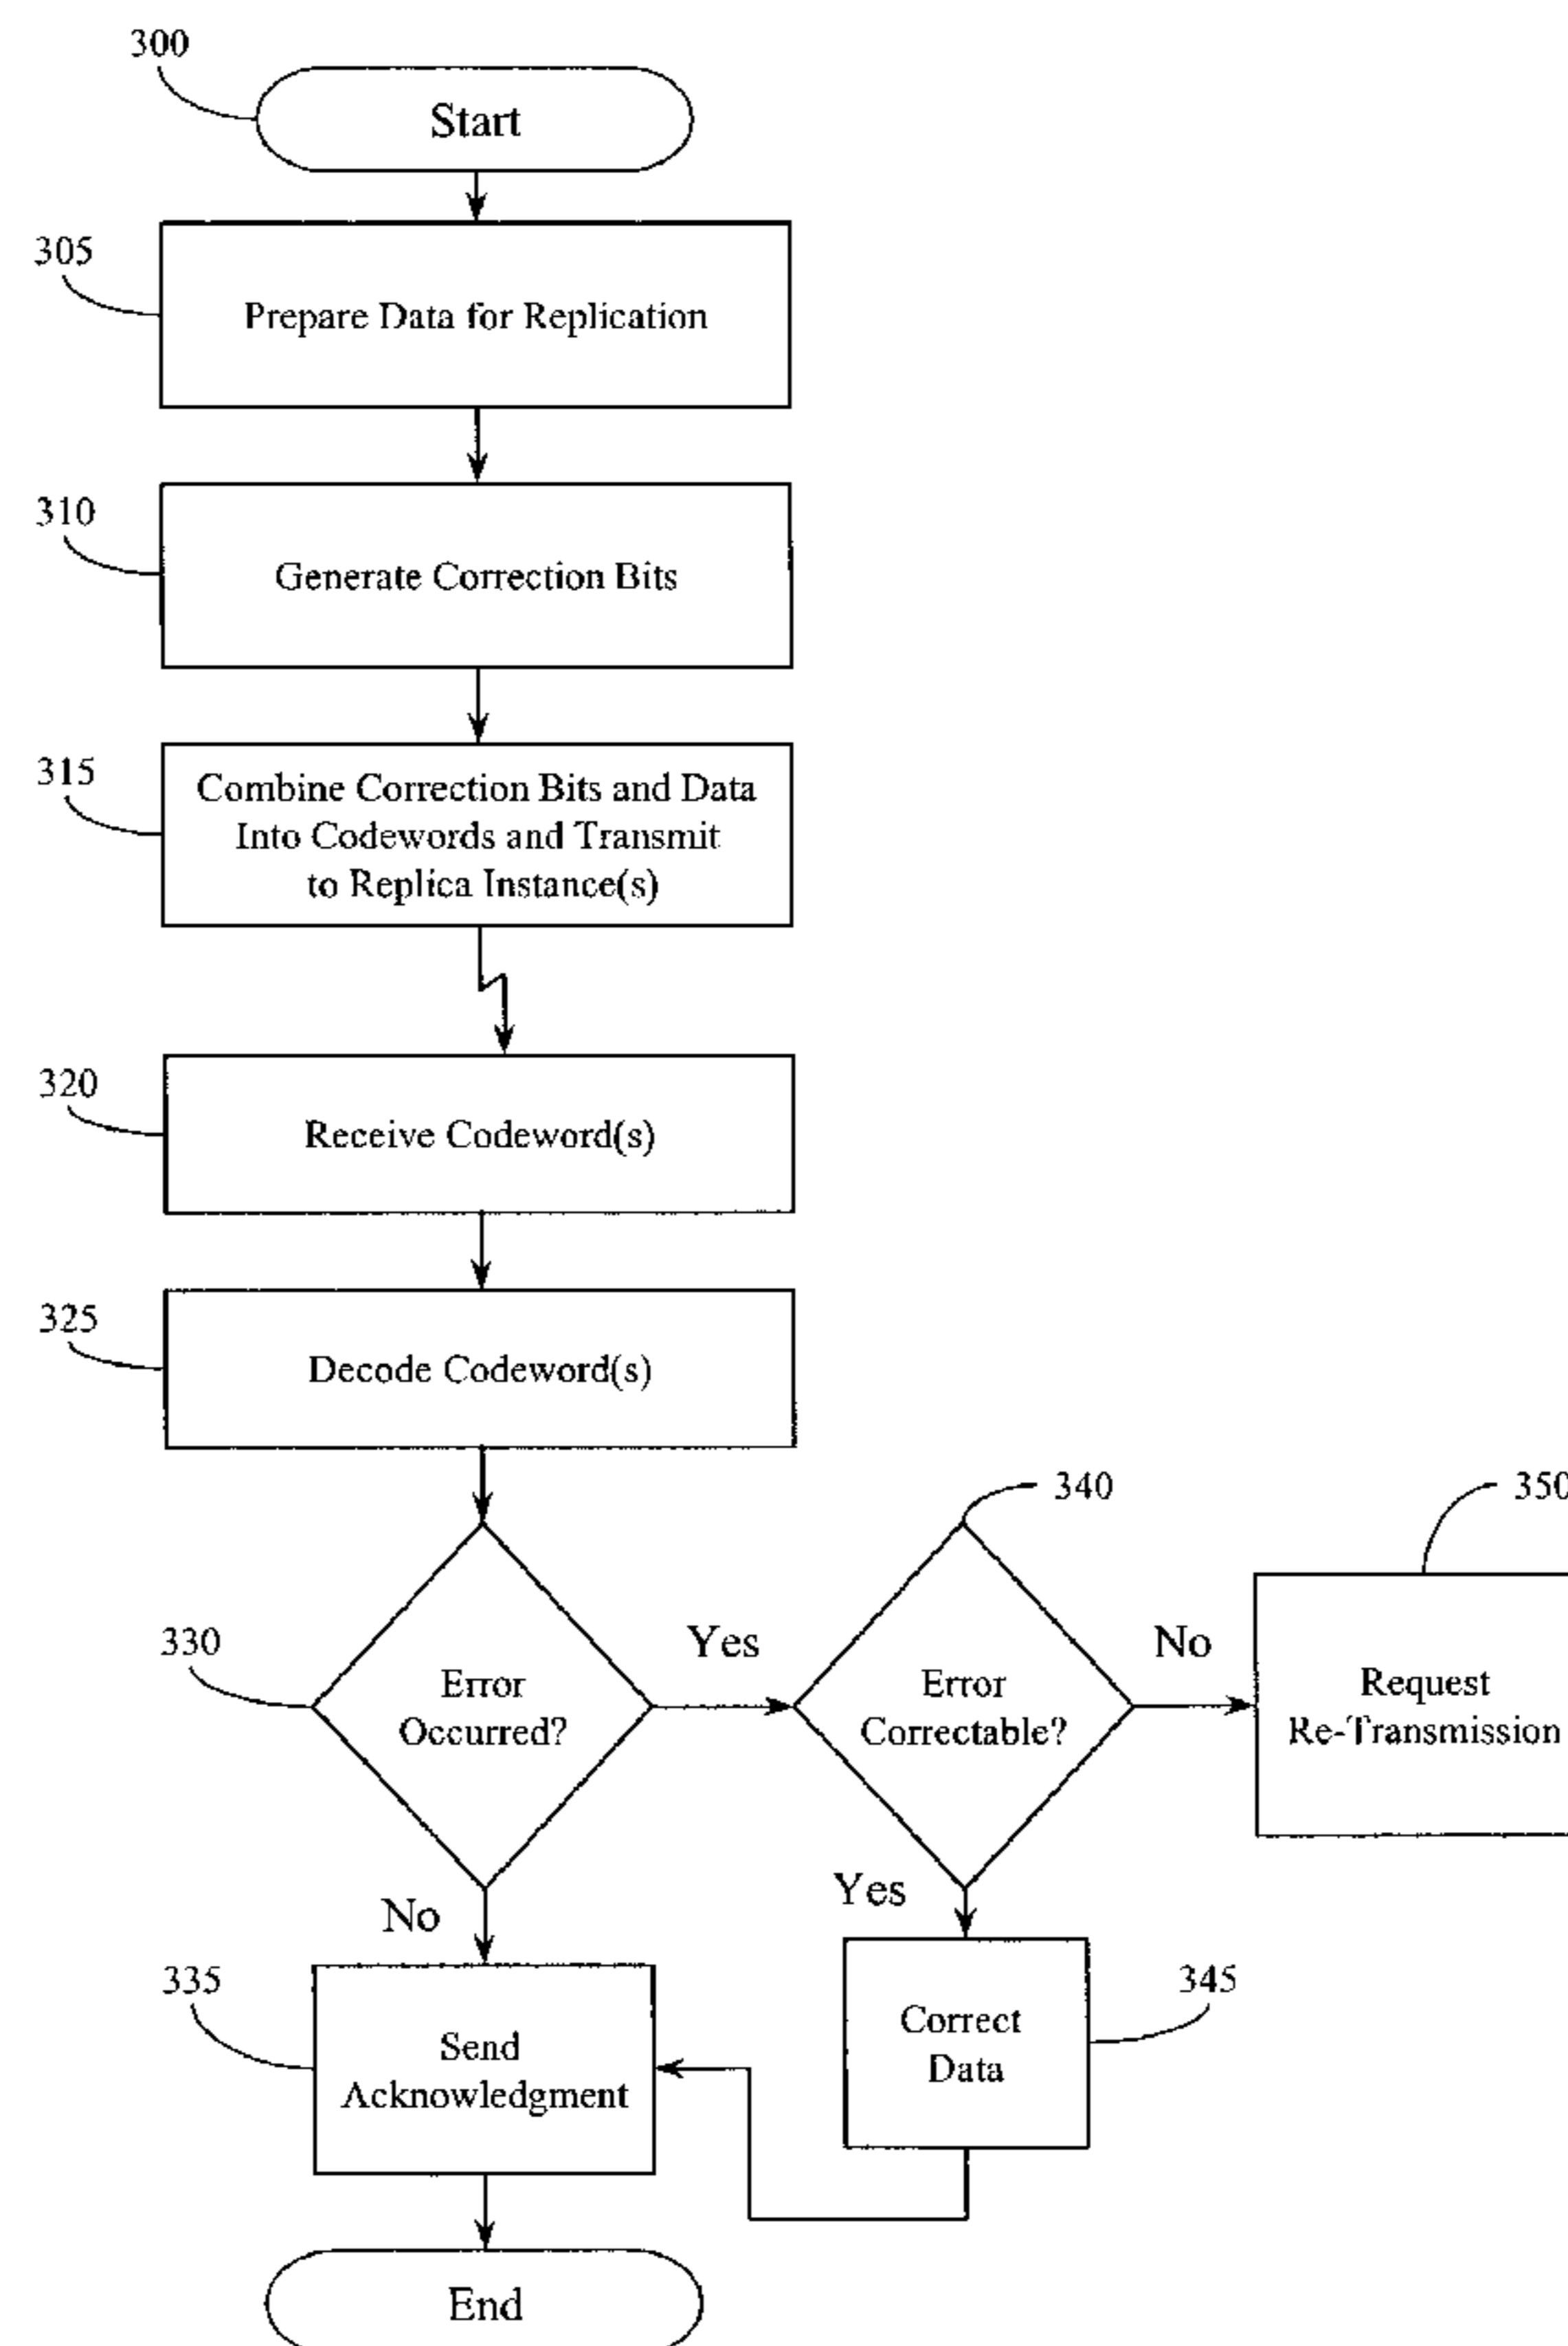 300
Start
305
Prepare Data for Replication
310
Generate Correction Bits
315
Combine Correction Bits and Data
Into Codewords and Transmit
to Replica Instance(s)
320
Receive Codeword(s)
325
Decode Codeword(s)
330
Error
Occurred?
Yes
340
Error
Correctable?
No
350
Request
Re-Transmission
No
Yes
335
Send
Acknowledgment
345
Correct
Data
End